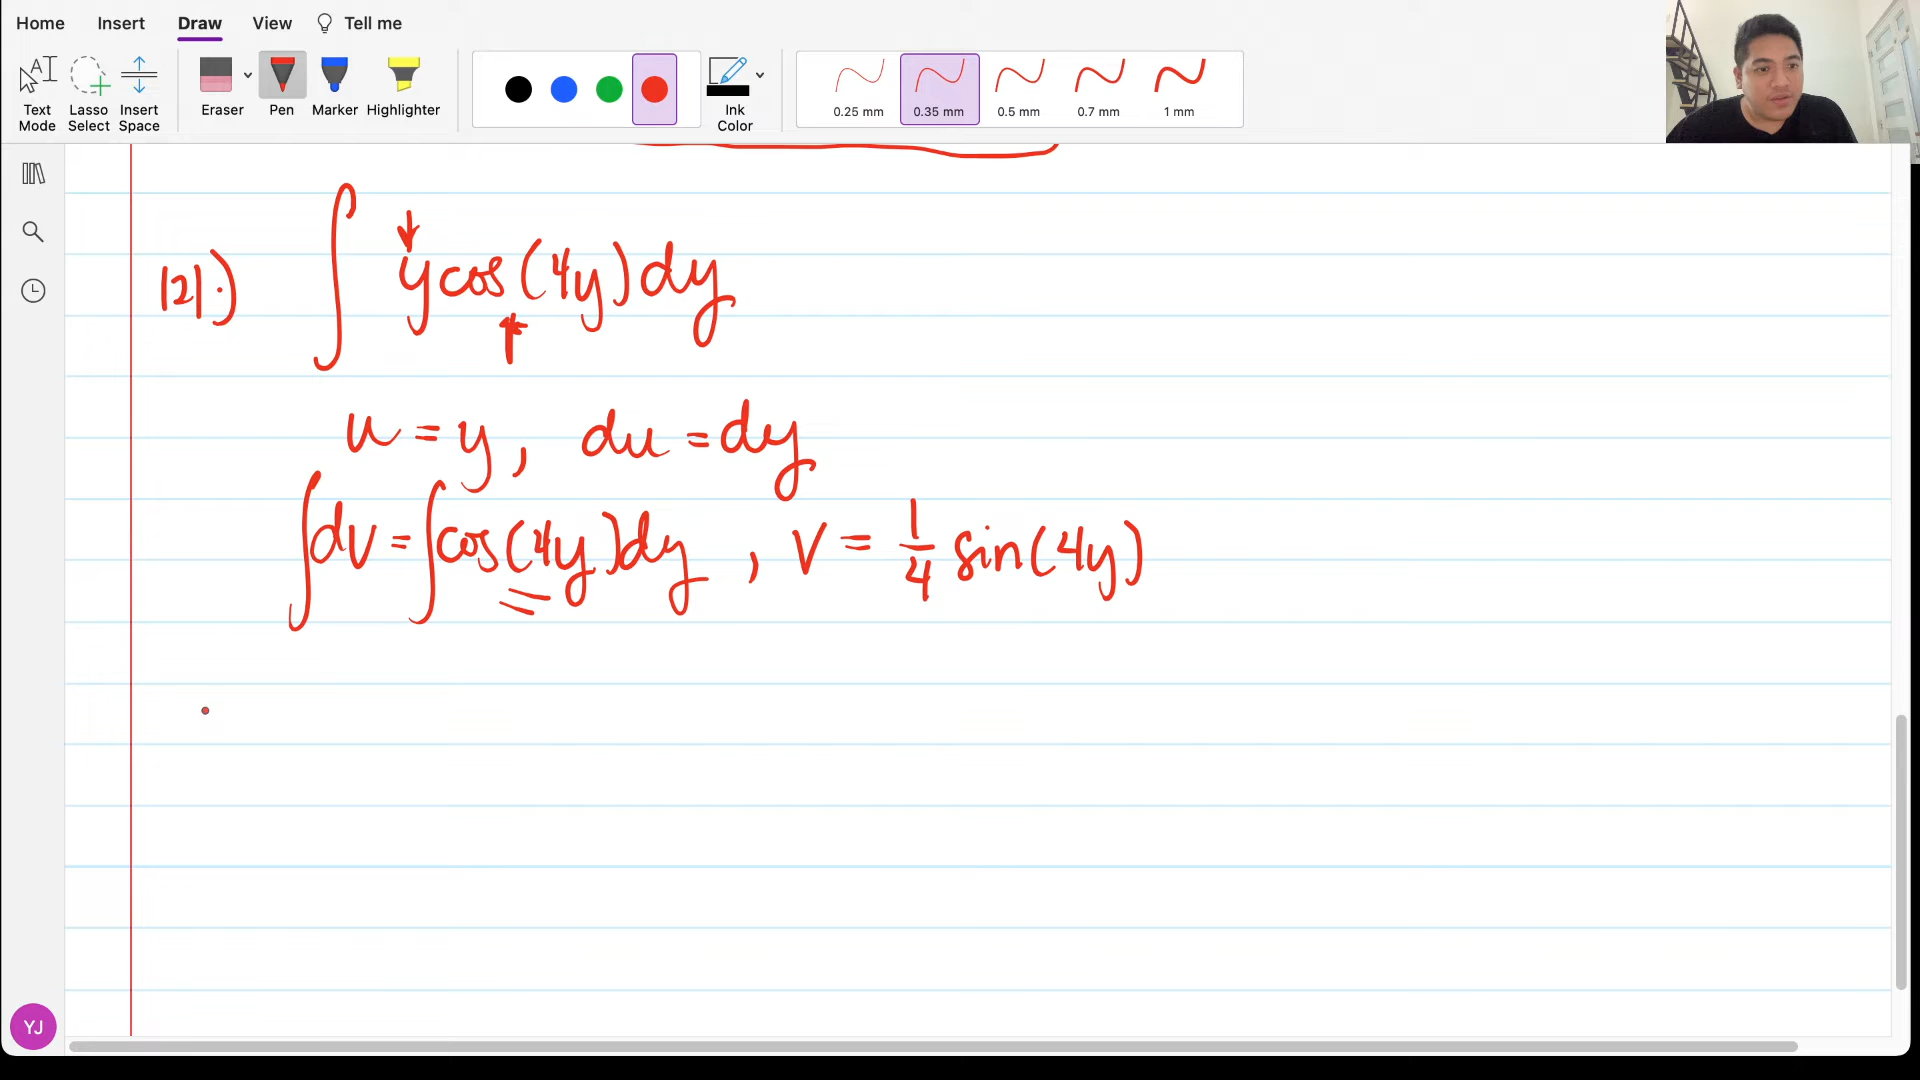 Home Insert Draw View Tell me
Text Mode
Lasso Select
Insert Space
Eraser
Pen
Marker
Highlighter
Ink Color
0.25 mm
0.35 mm
0.5 mm
0.7 mm
1 mm
121.) ∫ y cos(4y) dy
u = y, du = dy
∫dv = ∫cos(4y)dy, v = 1/4 sin(4y)
YJ